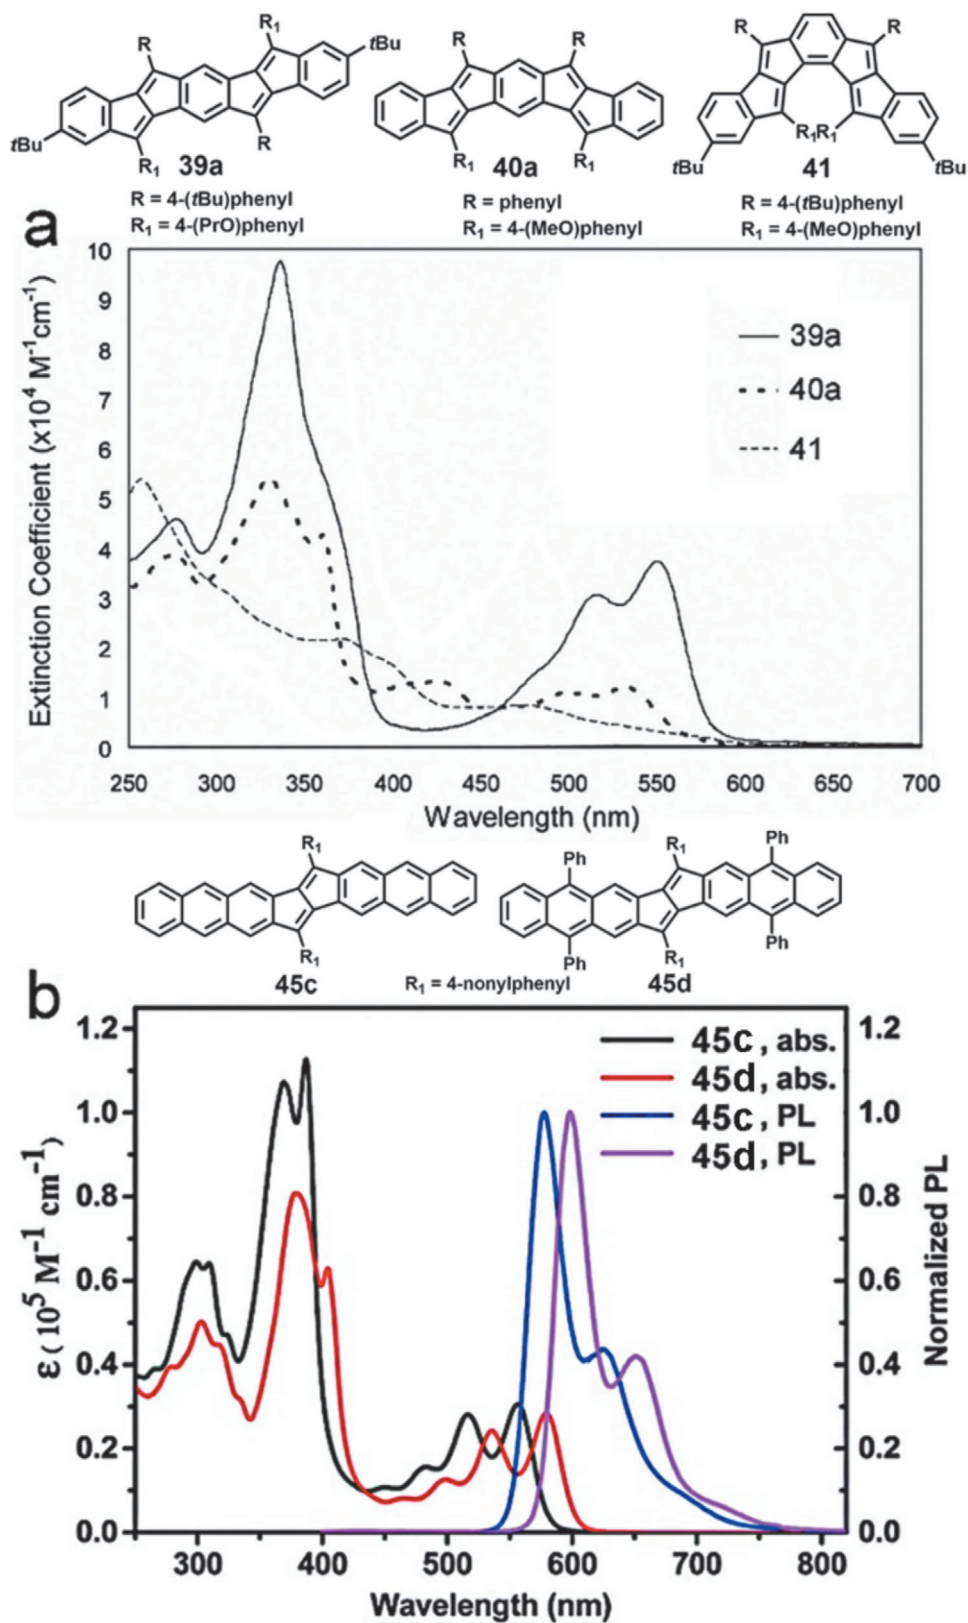 R
R₁
tBu
tBu
R₁
R
39a
R = 4-(tBu)phenyl
R₁ = 4-(PrO)phenyl
R
R
R₁
R₁
40a
R = phenyl
R₁ = 4-(MeO)phenyl
R
R
R₁R₁
tBu
tBu
41
R = 4-(tBu)phenyl
R₁ = 4-(MeO)phenyl
a
Extinction Coefficient (x10⁴ M⁻¹cm⁻¹)
10
9
8
7
6
5
4
3
2
1
0
39a
40a
41
250 300 350 400 450 500 550 600 650 700
Wavelength (nm)
R₁
R₁
45c
R₁ = 4-nonylphenyl
Ph
R₁
Ph
Ph
R₁
Ph
45d
b
ε (10⁵ M⁻¹ cm⁻¹)
1.2
1.0
0.8
0.6
0.4
0.2
0.0
45c, abs.
45d, abs.
45c, PL
45d, PL
1.2
1.0
0.8
0.6
0.4
0.2
0.0
Normalized PL
300 400 500 600 700 800
Wavelength (nm)